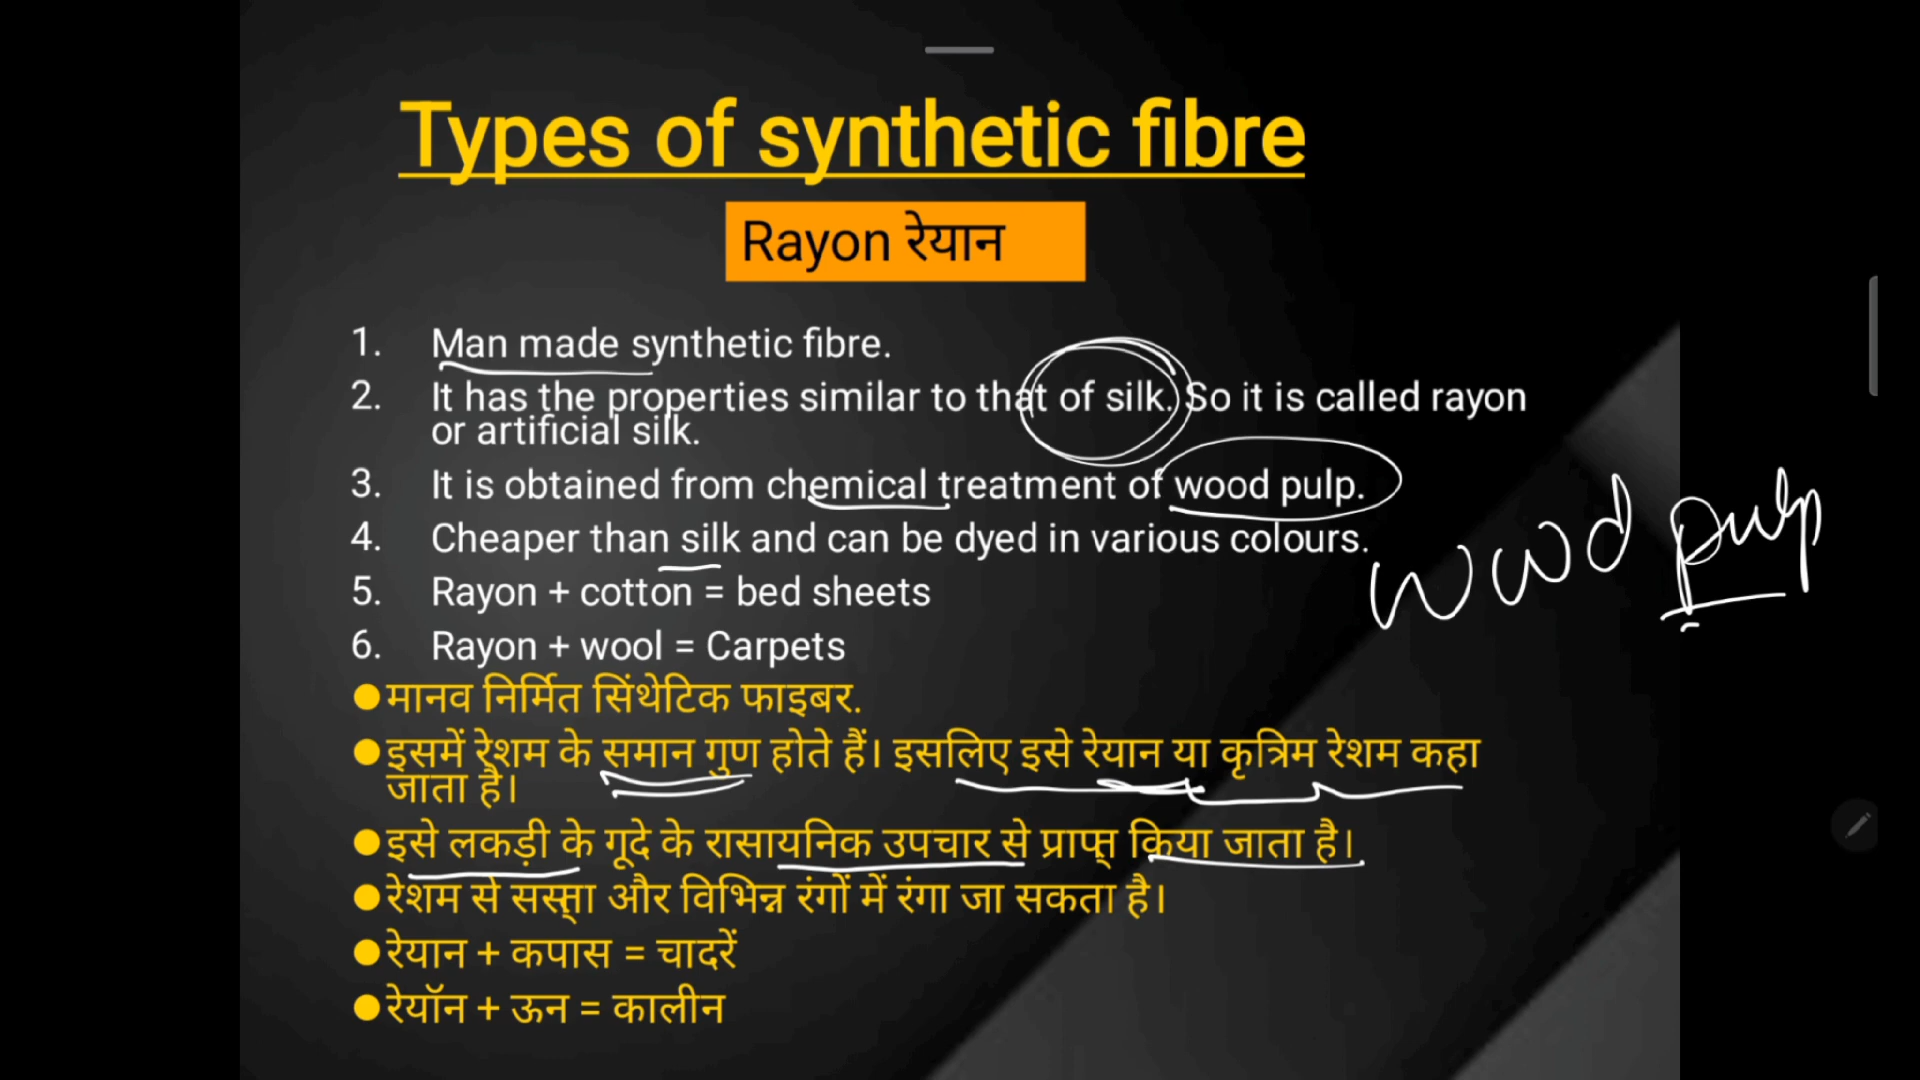 Types of synthetic fibre
Rayon रेयान
1. Man made synthetic fibre.
2. It has the properties similar to that of silk. So it is called rayon
or artificial silk.
3. It is obtained from chemical treatment of wood pulp.
4. Cheaper than silk and can be dyed in various colours.
wood pulp
5. Rayon + cotton = bed sheets
6. Rayon + wool = Carpets
●मानव निर्मित सिंथेटिक फाइबर.
●इसमें रेशम के समान गुण होते हैं। इसलिए इसे रेयान या कृत्रिम रेशम कहा
जाता है।
●इसे लकड़ी के गूदे के रासायनिक उपचार से प्राप्त किया जाता है।
●रेशम से सस्ता और विभिन्न रंगों में रंगा जा सकता है।
●रेयान + कपास = चादरें
●रेयॉन + ऊन = कालीन